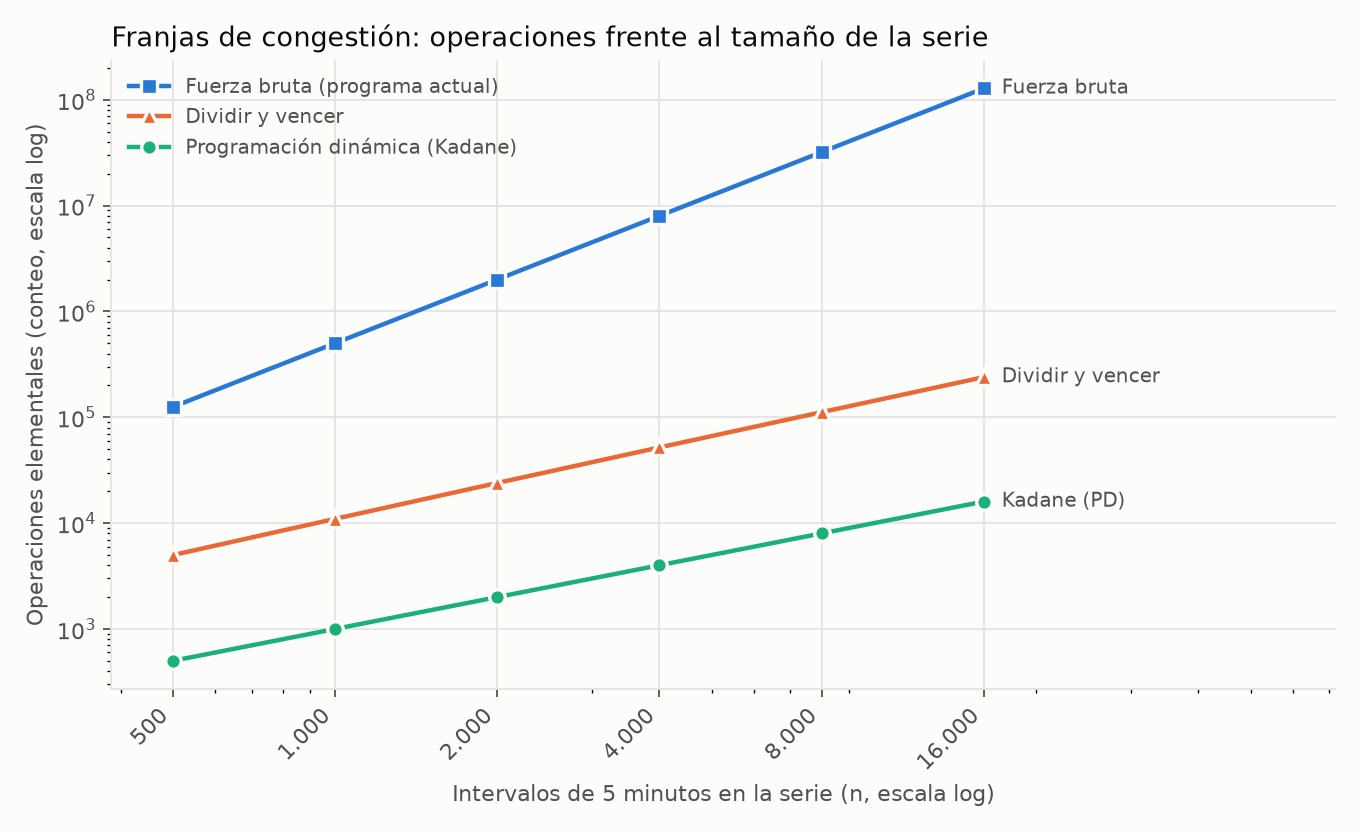 Franjas de congestión: operaciones frente al tamaño de la serie
Fuerza bruta (programa actual)
Dividir y vencer
Programación dinámica (Kadane)
Fuerza bruta
Dividir y vencer
Kadane (PD)
Operaciones elementales (conteo, escala log)
10⁸
10⁷
10⁶
10⁵
10⁴
10³
500
1.000
2.000
4.000
8.000
16.000
Intervalos de 5 minutos en la serie (n, escala log)